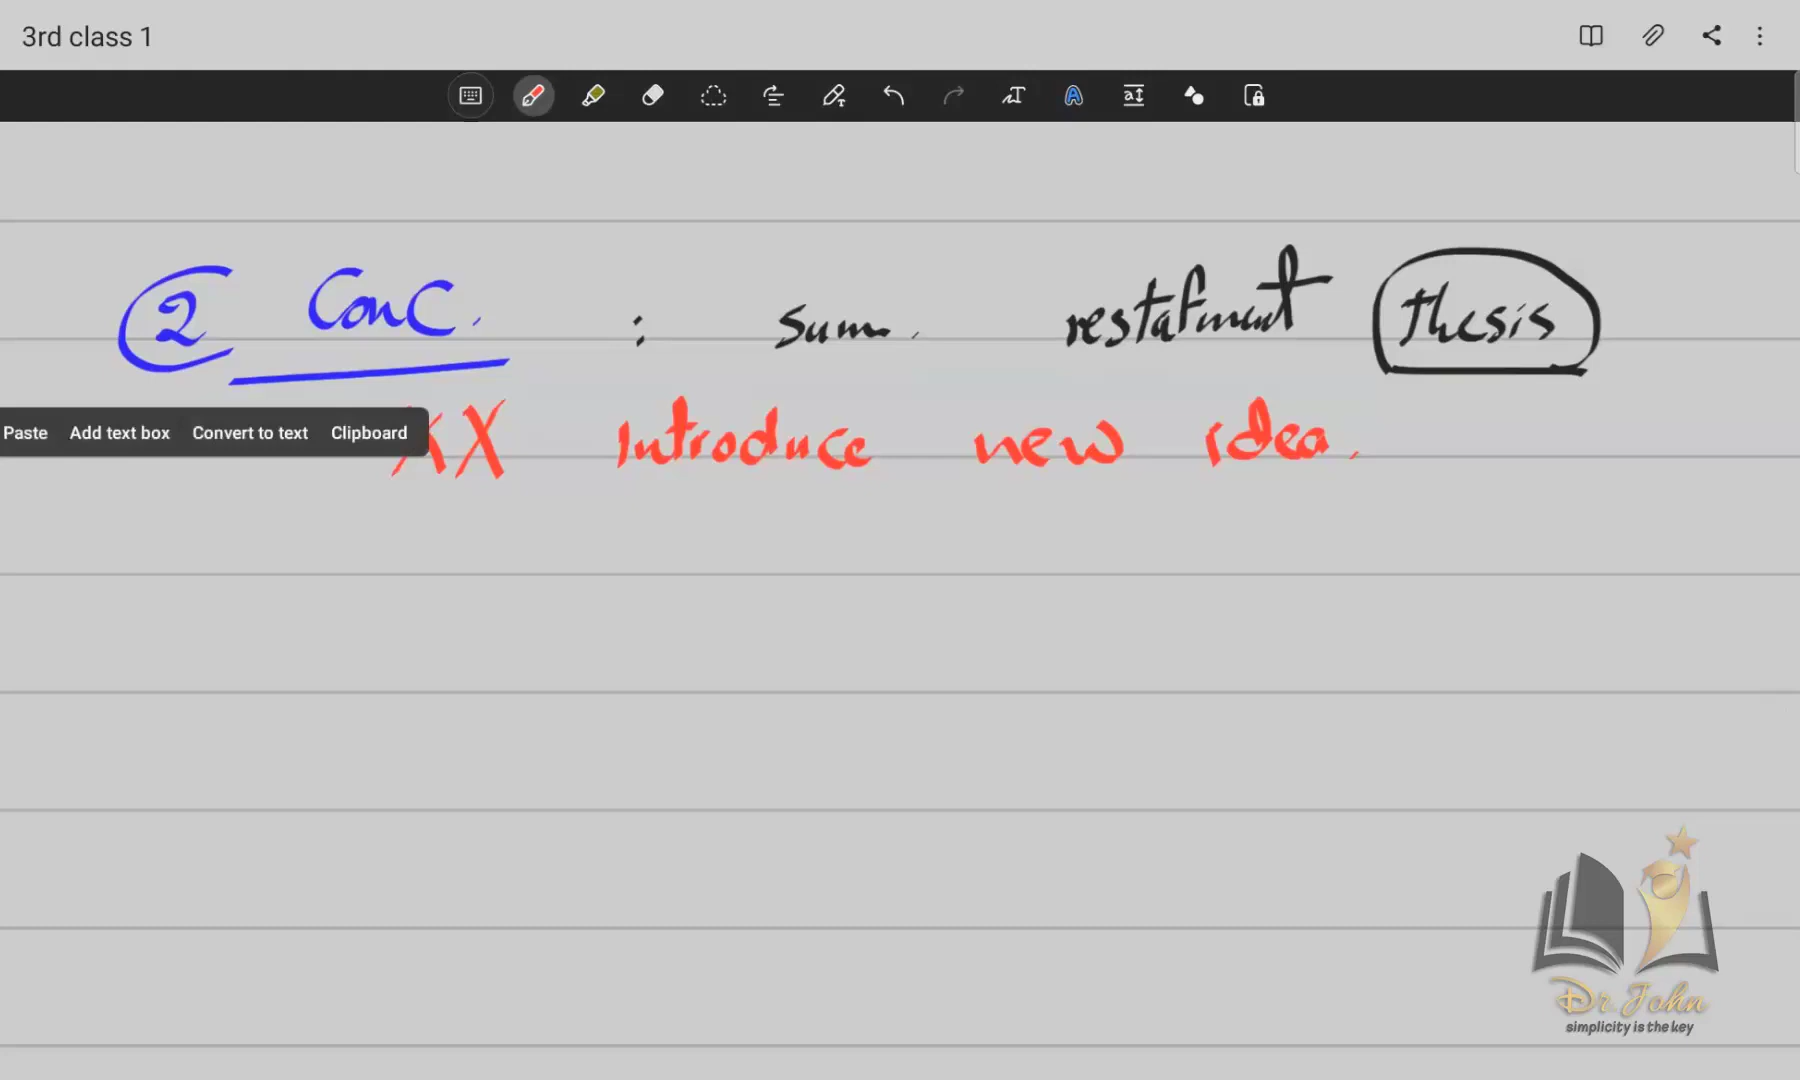 3rd class 1
② Conc. : sum. restatment thesis
Paste Add text box Convert to text Clipboard XX Introduce new idea.
Dr. John
simplicity is the key